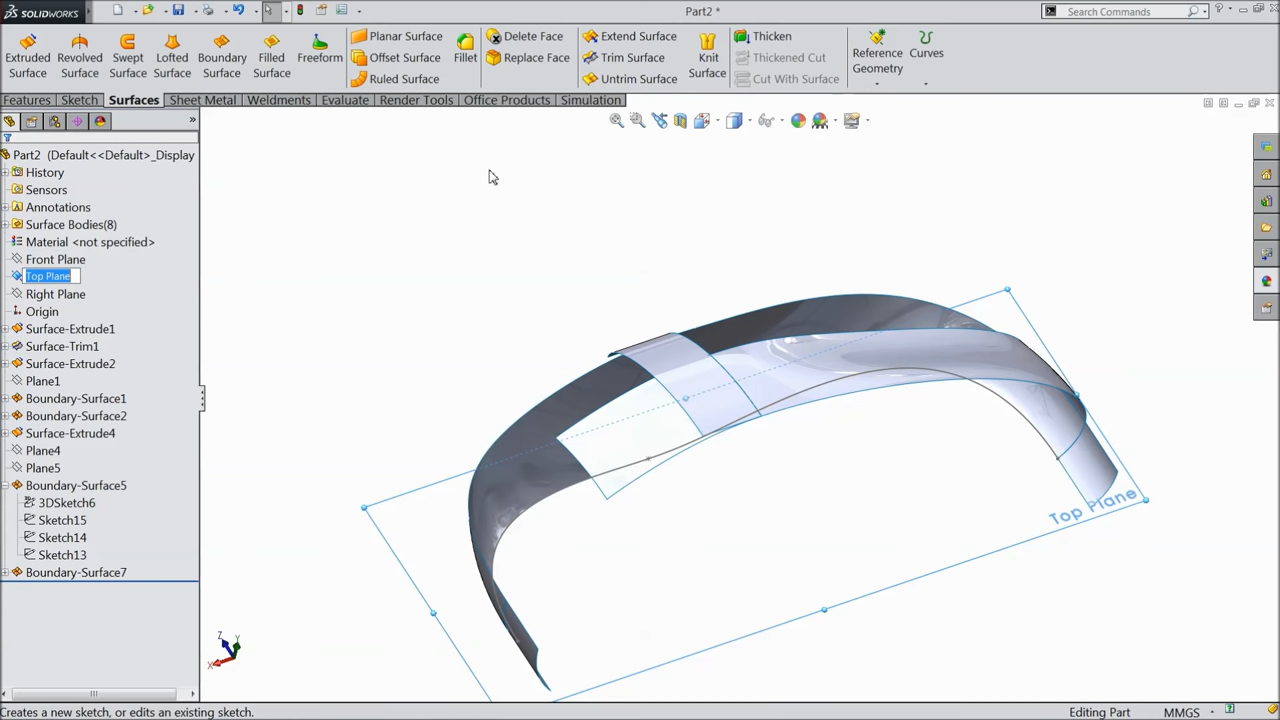 SOLIDWORKS
Part2 *
Search Commands
Extruded Surface
Revolved Surface
Swept Surface
Lofted Surface
Boundary Surface
Filled Surface
Freeform
Planar Surface
Offset Surface
Ruled Surface
Fillet
Delete Face
Replace Face
Extend Surface
Trim Surface
Untrim Surface
Knit Surface
Thicken
Thickened Cut
Cut With Surface
Reference Geometry
Curves
Features
Sketch
Surfaces
Sheet Metal
Weldments
Evaluate
Render Tools
Office Products
Simulation
Part2 (Default<<Default>_Display
History
Sensors
Annotations
Surface Bodies(8)
Material <not specified>
Front Plane
Top Plane
Right Plane
Origin
Surface-Extrude1
Surface-Trim1
Surface-Extrude2
Plane1
Boundary-Surface1
Boundary-Surface2
Surface-Extrude4
Plane4
Plane5
Boundary-Surface5
3DSketch6
Sketch15
Sketch14
Sketch13
Boundary-Surface7
Top Plane
Z
Y
X
Creates a new sketch, or edits an existing sketch.
Editing Part
MMGS